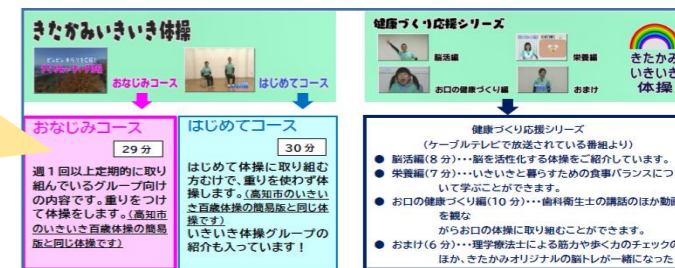 きたかみいきいき体操
おなじみコース
はじめてコース
おなじみコース
29分
週1回以上定期的に取り
組んでいるグループ向け
の内容です。重りをつけ
て体操をします。(高知市
のいきいき百歳体操の簡易
版と同じ体操です)
はじめてコース
30分
はじめて体操に取り組む
方むけで、重りを使わず体
操します。(高知市のいきい
き百歳体操の簡易版と同じ体
操です)
いきいき体操グループの
紹介も入っています!
健康づくり応援シリーズ
脳活編
栄養編
お口の健康づくり編
おまけ
きたかみ
いきいき
体操
健康づくり応援シリーズ
(ケーブルテレビで放送されている番組より)
● 脳活編(8分)・・・脳を活性化する体操をご紹介しています。
● 栄養編(7分)・・・いきいきと暮らすための食事バランスにつ
いて学ぶことができます。
● お口の健康づくり編(10分)・・・歯科衛生士の講話のほか動画
を観な
がらお口の体操に取り組むことができます。
● おまけ(6分)・・・理学療法士による筋力や歩く力のチェックの
ほか、きたかみオリジナルの脳トレが一緒になった